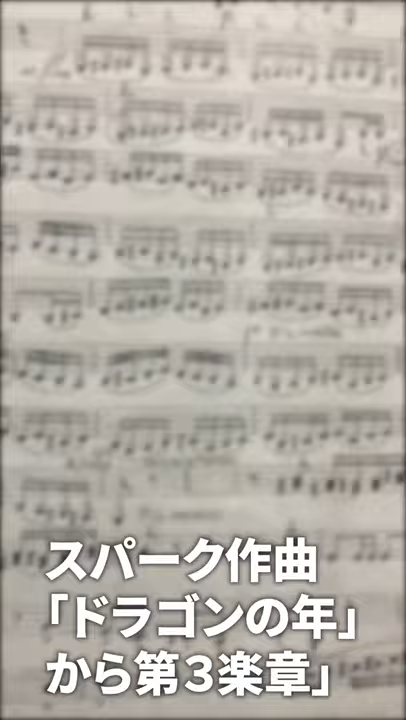 スパーク作曲
「ドラゴンの年」
から第３楽章」